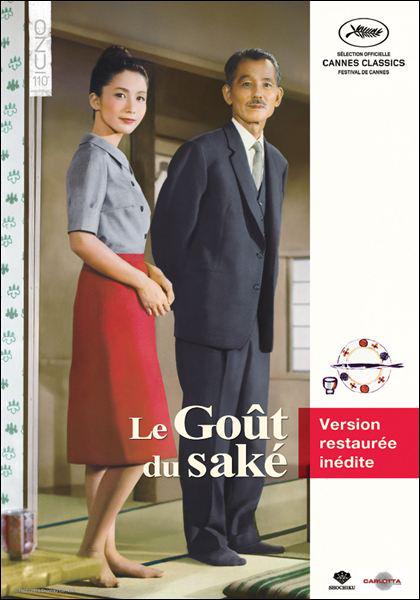 OZU
110°
SÉLECTION OFFICIELLE
CANNES CLASSICS
FESTIVAL DE CANNES
Le Goût
du saké
Version
restaurée
inédite
SHOCHIKU
CARLOTTA